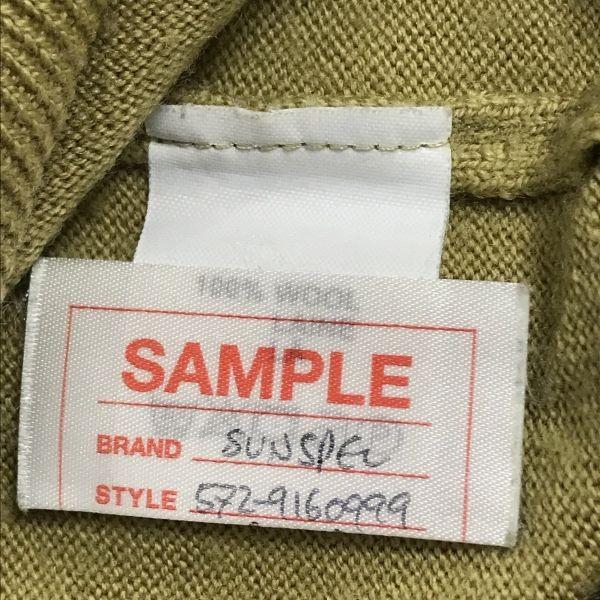 100% WOOL
SAMPLE
BRAND SUNSPEL
STYLE 572-9160999